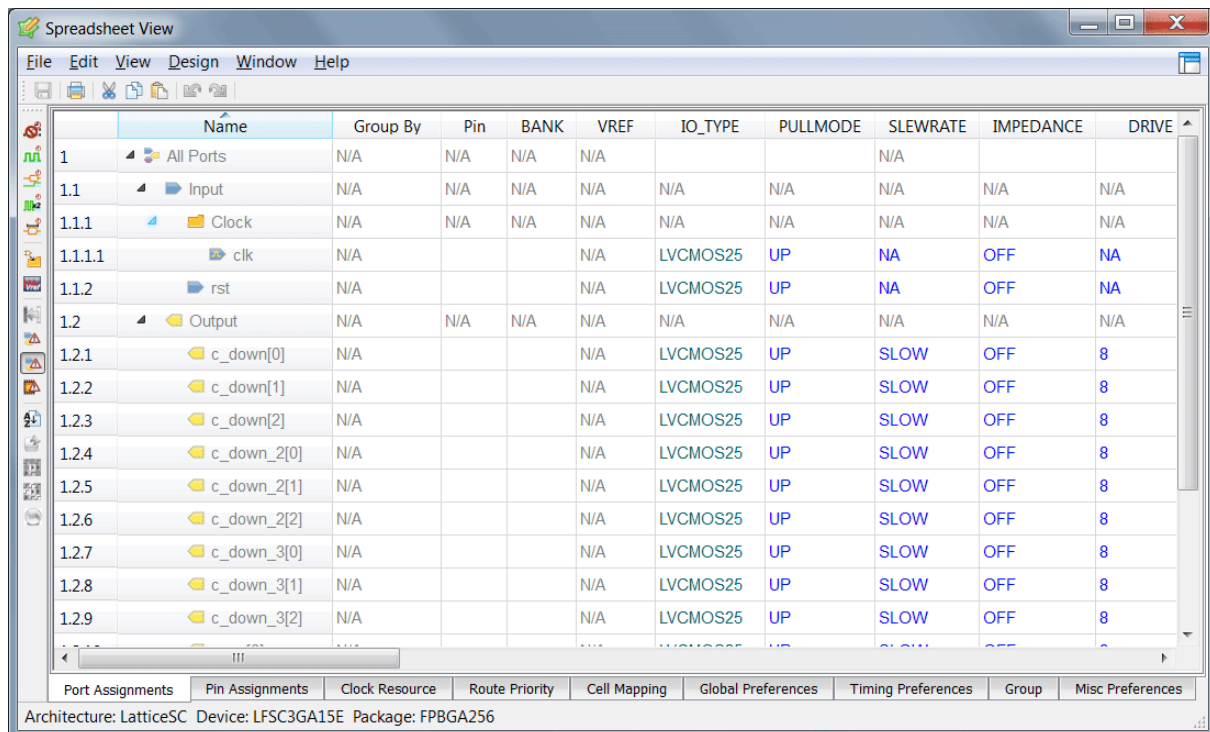 Spreadsheet View
File Edit View Design Window Help
Name Group By Pin BANK VREF IO_TYPE PULLMODE SLEWRATE IMPEDANCE DRIVE
1 All Ports N/A N/A N/A N/A N/A
1.1 Input N/A N/A N/A N/A N/A N/A N/A N/A N/A
1.1.1 Clock N/A N/A N/A N/A N/A N/A N/A N/A N/A
1.1.1.1 clk N/A N/A LVCMOS25 UP NA OFF NA
1.1.2 rst N/A N/A LVCMOS25 UP NA OFF NA
1.2 Output N/A N/A N/A N/A N/A N/A N/A N/A N/A
1.2.1 c_down[0] N/A N/A LVCMOS25 UP SLOW OFF 8
1.2.2 c_down[1] N/A N/A LVCMOS25 UP SLOW OFF 8
1.2.3 c_down[2] N/A N/A LVCMOS25 UP SLOW OFF 8
1.2.4 c_down_2[0] N/A N/A LVCMOS25 UP SLOW OFF 8
1.2.5 c_down_2[1] N/A N/A LVCMOS25 UP SLOW OFF 8
1.2.6 c_down_2[2] N/A N/A LVCMOS25 UP SLOW OFF 8
1.2.7 c_down_3[0] N/A N/A LVCMOS25 UP SLOW OFF 8
1.2.8 c_down_3[1] N/A N/A LVCMOS25 UP SLOW OFF 8
1.2.9 c_down_3[2] N/A N/A LVCMOS25 UP SLOW OFF 8
Port Assignments Pin Assignments Clock Resource Route Priority Cell Mapping Global Preferences Timing Preferences Group Misc Preferences
Architecture: LatticeSC Device: LFSC3GA15E Package: FPBGA256